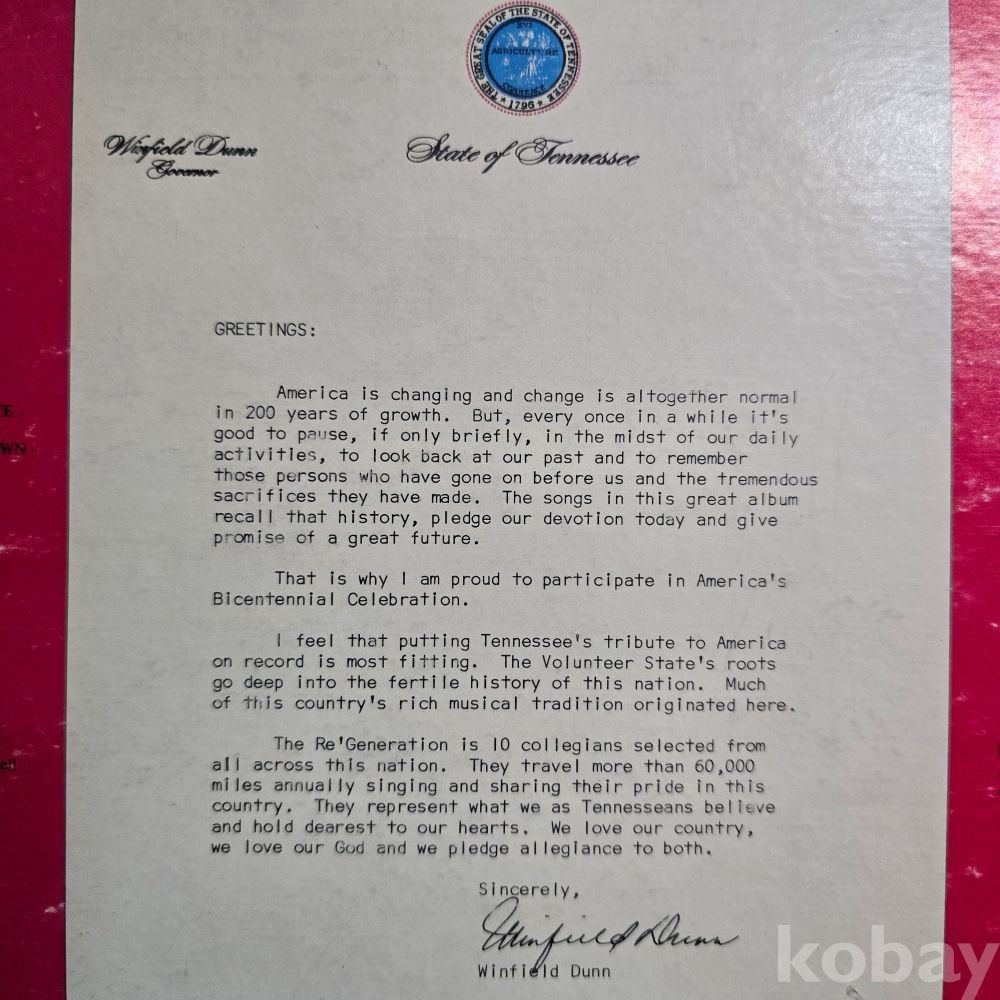 THE GREAT SEAL OF THE STATE OF TENNESSEE
XVI
AGRICULTURE
COMMERCE
1796
Winfield Dunn
Governor
State of Tennessee
GREETINGS:
America is changing and change is altogether normal
in 200 years of growth. But, every once in a while it's
good to pause, if only briefly, in the midst of our daily
activities, to look back at our past and to remember
those persons who have gone on before us and the tremendous
sacrifices they have made. The songs in this great album
recall that history, pledge our devotion today and give
promise of a great future.
That is why I am proud to participate in America's
Bicentennial Celebration.
I feel that putting Tennessee's tribute to America
on record is most fitting. The Volunteer State's roots
go deep into the fertile history of this nation. Much
of this country's rich musical tradition originated here.
The Re'Generation is 10 collegians selected from
all across this nation. They travel more than 60,000
miles annually singing and sharing their pride in this
country. They represent what we as Tennesseans believe
and hold dearest to our hearts. We love our country,
we love our God and we pledge allegiance to both.
Sincerely,
Winfield Dunn
Winfield Dunn
kobay